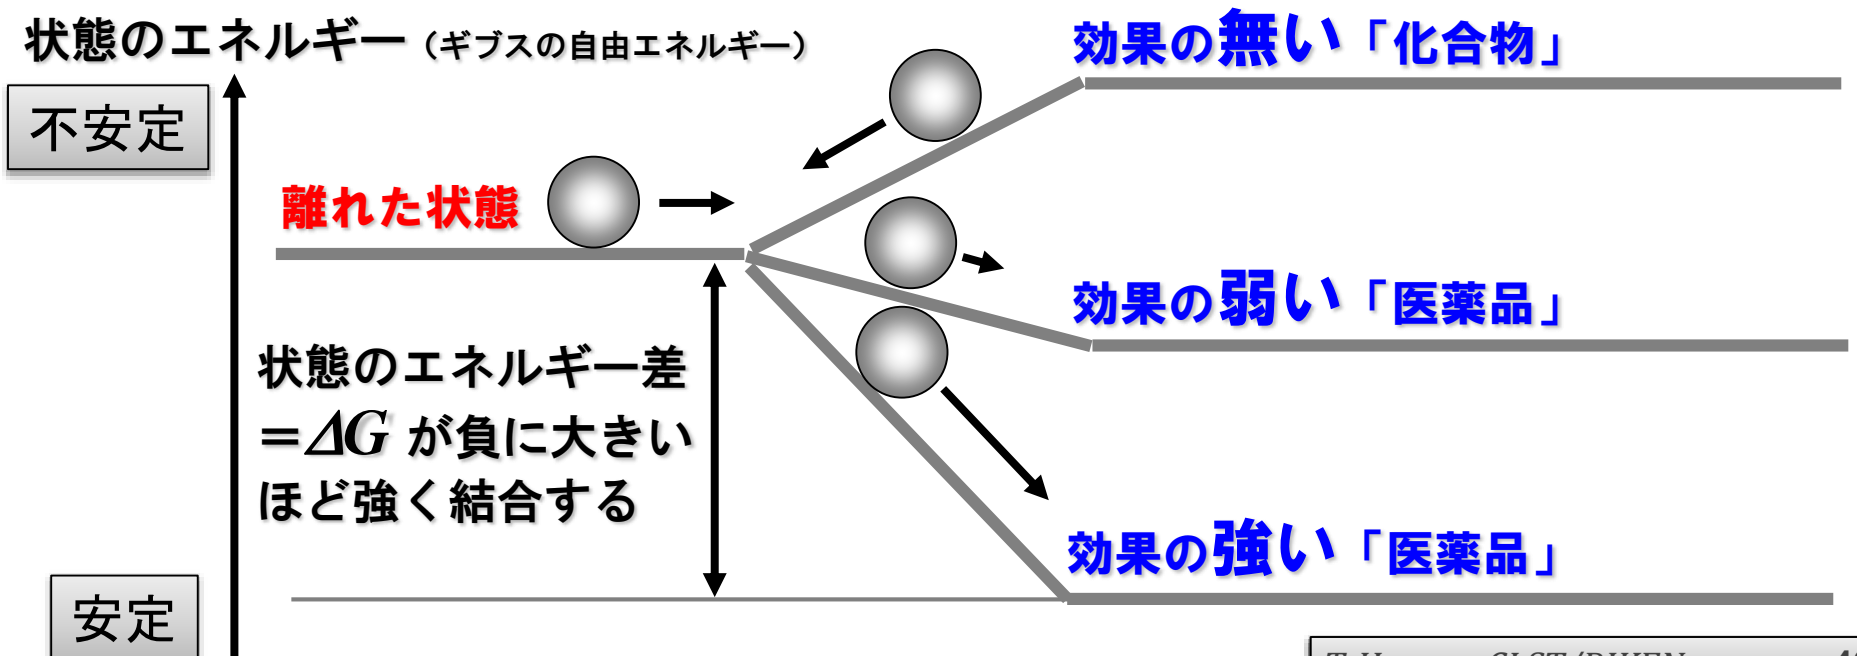 状態のエネルギー（ギブスの自由エネルギー）
不安定
効果の無い「化合物」
離れた状態
効果の弱い「医薬品」
状態のエネルギー差
＝ΔG が負に大きい
ほど強く結合する
効果の強い「医薬品」
安定